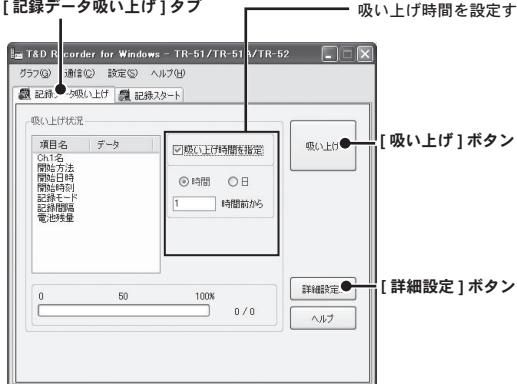 [ 記録データ吸い上げ ] タブ
吸い上げ時間を設定す
T&D Recorder for Windows - TR-51/TR-51A/TR-52
グラフ(G) 通信(C) 設定(S) ヘルプ(H)
記録データ吸い上げ 記録スタート
吸い上げ状況
項目名 データ
Ch.1名
開始方法
開始日時
開始時刻
記録モード
記録間隔
電池残量
吸い上げ時間を指定
時間 日
1 時間前から
吸い上げ
[ 吸い上げ ] ボタン
0 50 100%
0 / 0
詳細設定
[ 詳細設定 ] ボタン
ヘルプ